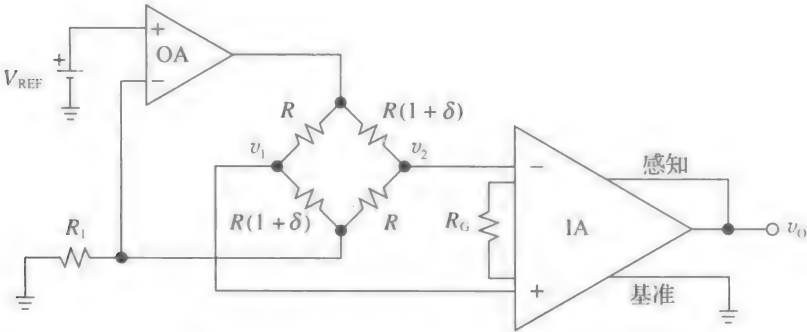 +
OA
−
+
V_REF
R
R(1 + δ)
v₁
v₂
−
感知
R₁
R(1 + δ)
R
R_G
IA
v_O
+
基准